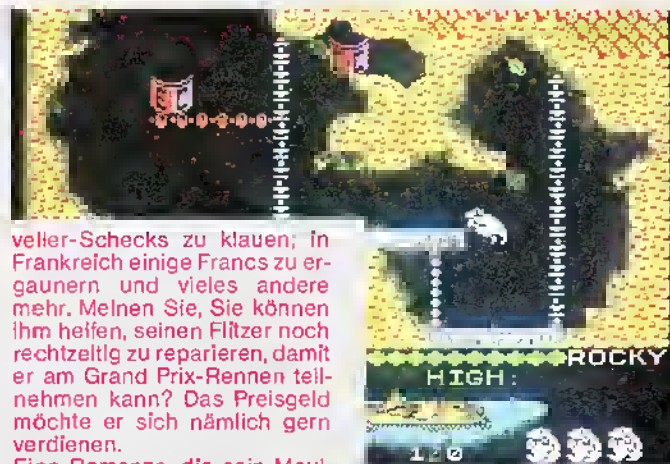 veller-Schecks zu klauen; in
Frankreich einige Francs zu er-
gaunern und vieles andere
mehr. Meinen Sie, Sie können
ihm helfen, seinen Flitzer noch
rechtzeitig zu reparieren, damit
er am Grand Prix-Rennen teil-
nehmen kann? Das Preisgeld
möchte er sich nämlich gern
verdienen.
ROCKY
HIGH: